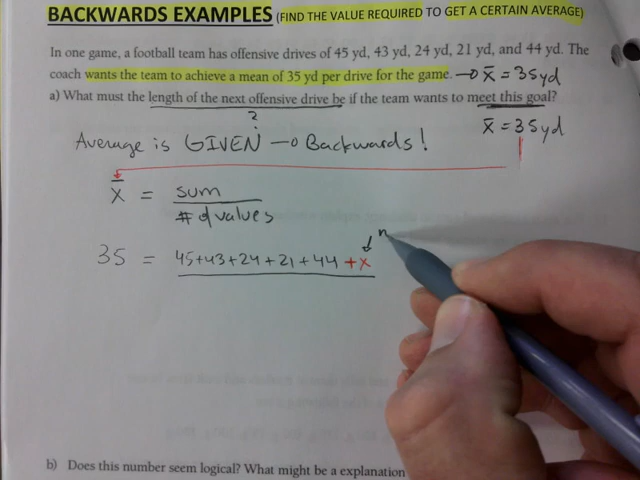 BACKWARDS EXAMPLES (FIND THE VALUE REQUIRED TO GET A CERTAIN AVERAGE)
In one game, a football team has offensive drives of 45 yd, 43 yd, 24 yd, 21 yd, and 44 yd. The
coach wants the team to achieve a mean of 35 yd per drive for the game. → x̄ = 35yd
a) What must the length of the next offensive drive be if the team wants to meet this goal?
?
x̄ = 35yd
Average is GIVEN → Backwards!
x̄ = sum
# of values
n
35 = 45+43+24+21+44+x
b) Does this number seem logical? What might be a explanation